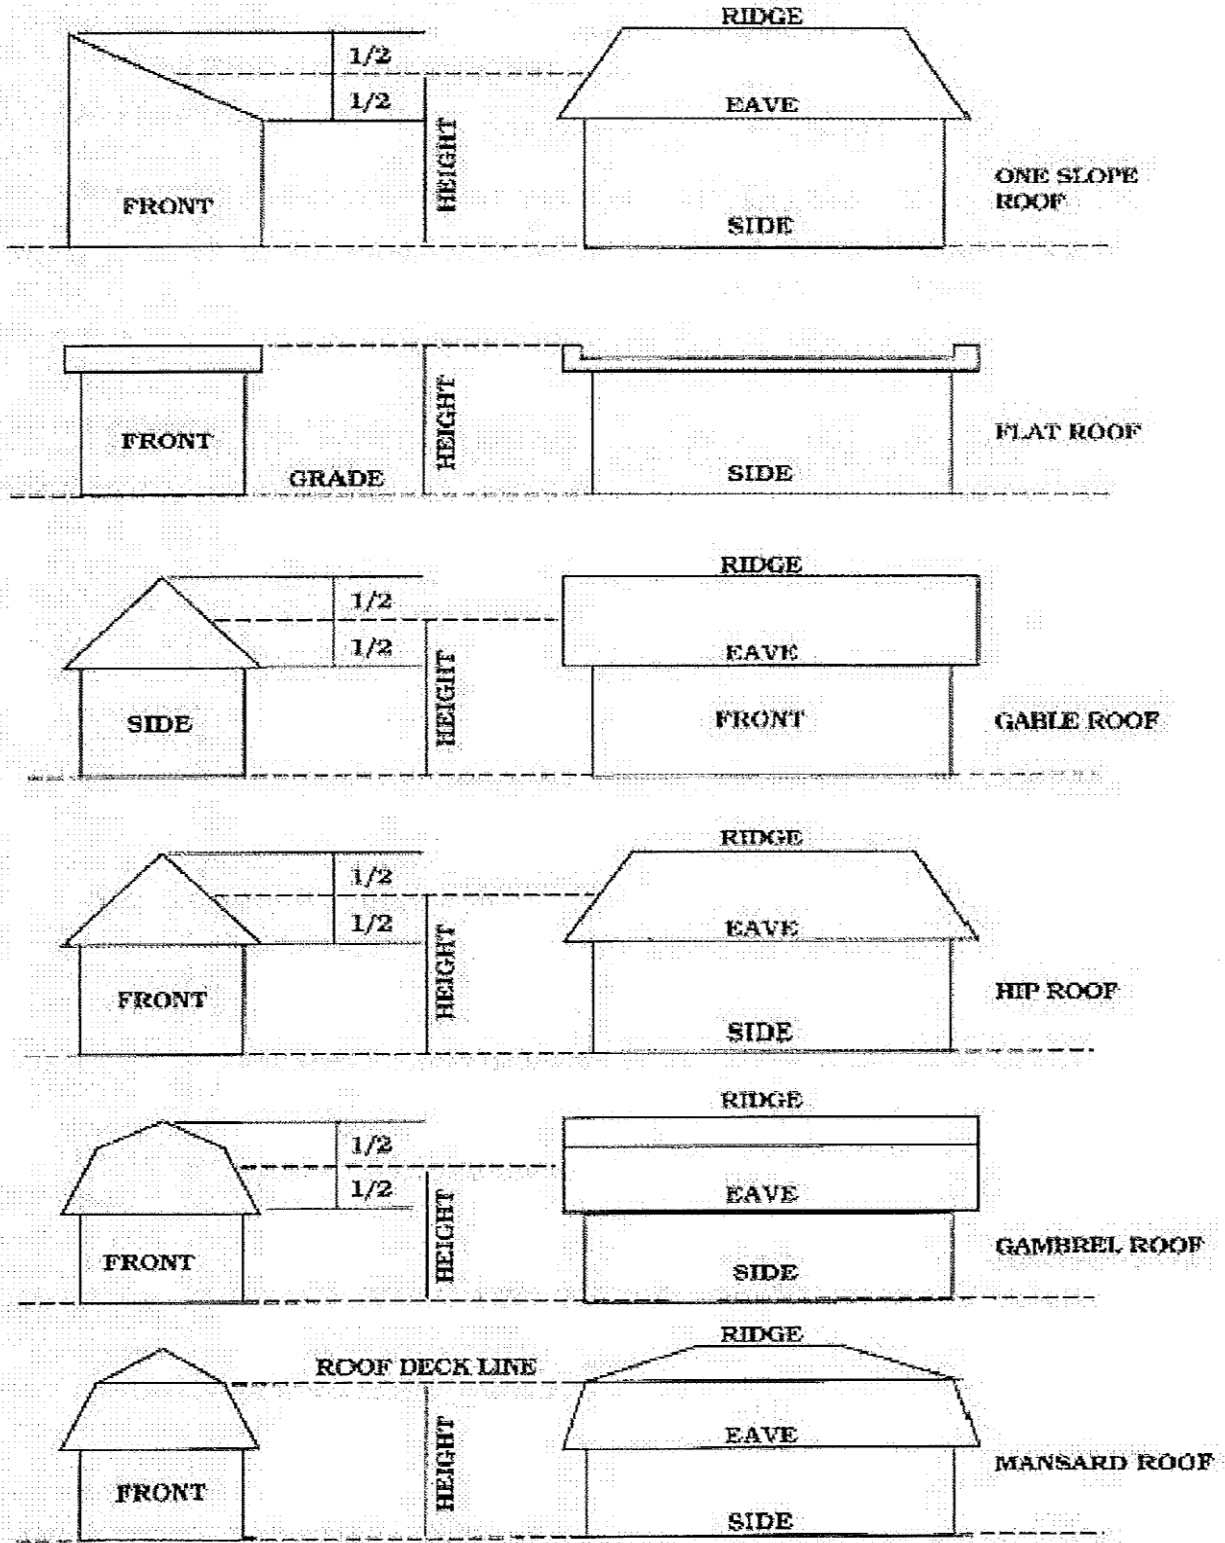 RIDGE
1/2
1/2
EAVE
HEIGHT
FRONT
SIDE
ONE SLOPE
ROOF
HEIGHT
FRONT
GRADE
SIDE
FLAT ROOF
RIDGE
1/2
1/2
EAVE
HEIGHT
SIDE
FRONT
GABLE ROOF
RIDGE
1/2
1/2
EAVE
HEIGHT
FRONT
SIDE
HIP ROOF
RIDGE
1/2
1/2
EAVE
HEIGHT
FRONT
SIDE
GAMBREL ROOF
RIDGE
ROOF DECK LINE
EAVE
HEIGHT
FRONT
SIDE
MANSARD ROOF